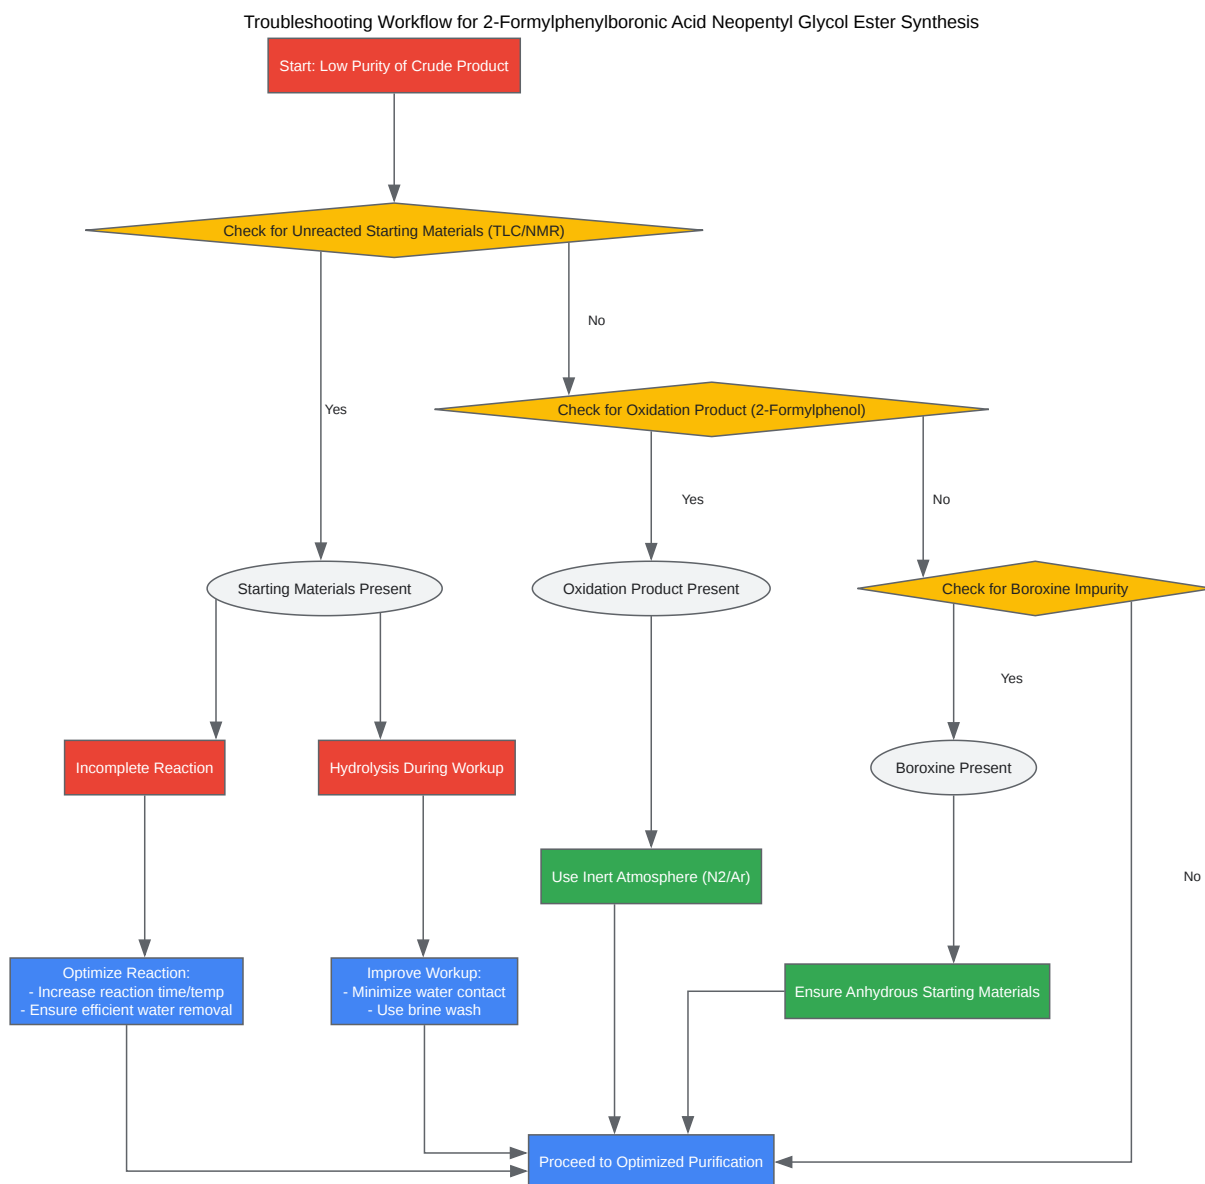 Troubleshooting Workflow for 2-Formylphenylboronic Acid Neopentyl Glycol Ester Synthesis
Start: Low Purity of Crude Product
Check for Unreacted Starting Materials (TLC/NMR)
No
Yes
Check for Oxidation Product (2-Formylphenol)
Yes
No
Starting Materials Present
Oxidation Product Present
Check for Boroxine Impurity
Yes
Incomplete Reaction
Hydrolysis During Workup
Boroxine Present
Use Inert Atmosphere (N2/Ar)
No
Optimize Reaction:
- Increase reaction time/temp
- Ensure efficient water removal
Improve Workup:
- Minimize water contact
- Use brine wash
Ensure Anhydrous Starting Materials
Proceed to Optimized Purification